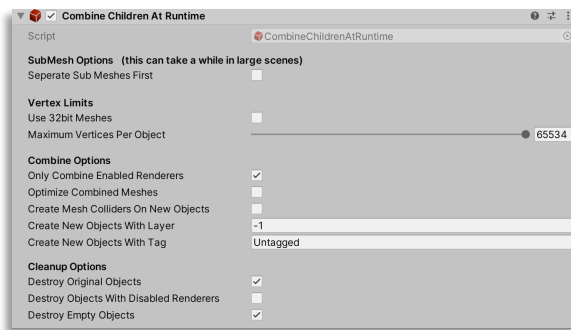 Combine Children At Runtime
Script CombineChildrenAtRuntime
SubMesh Options (this can take a while in large scenes)
Seperate Sub Meshes First
Vertex Limits
Use 32bit Meshes
Maximum Vertices Per Object 65534
Combine Options
Only Combine Enabled Renderers
Optimize Combined Meshes
Create Mesh Colliders On New Objects
Create New Objects With Layer -1
Create New Objects With Tag Untagged
Cleanup Options
Destroy Original Objects
Destroy Objects With Disabled Renderers
Destroy Empty Objects